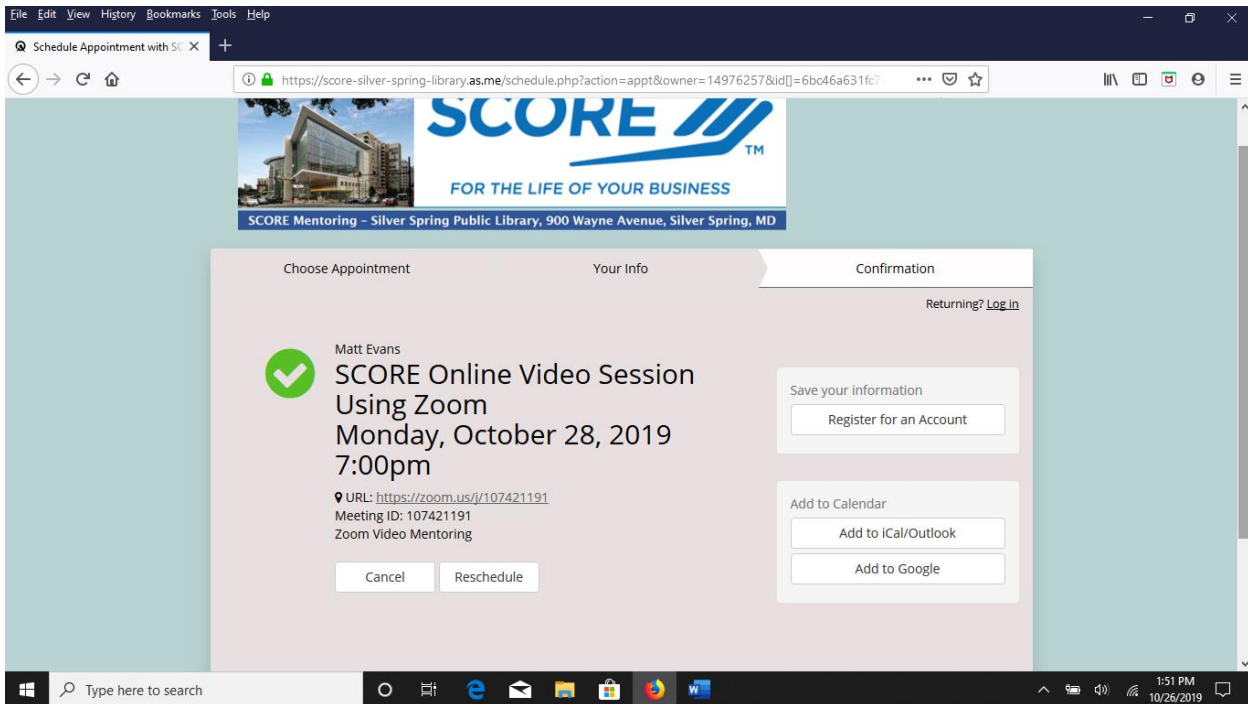 File Edit View History Bookmarks Tools Help
Schedule Appointment with SC
https://score-silver-spring-library.as.me/schedule.php?action=appt&owner=14976257&id[]=6bc46a631fc7
SCORE
TM
FOR THE LIFE OF YOUR BUSINESS
SCORE Mentoring – Silver Spring Public Library, 900 Wayne Avenue, Silver Spring, MD
Choose Appointment Your Info Confirmation
Returning? Log in
Matt Evans
SCORE Online Video Session
Using Zoom
Monday, October 28, 2019
7:00pm
URL: https://zoom.us/j/107421191
Meeting ID: 107421191
Zoom Video Mentoring
Cancel Reschedule
Save your information
Register for an Account
Add to Calendar
Add to iCal/Outlook
Add to Google
Type here to search
1:51 PM
10/26/2019